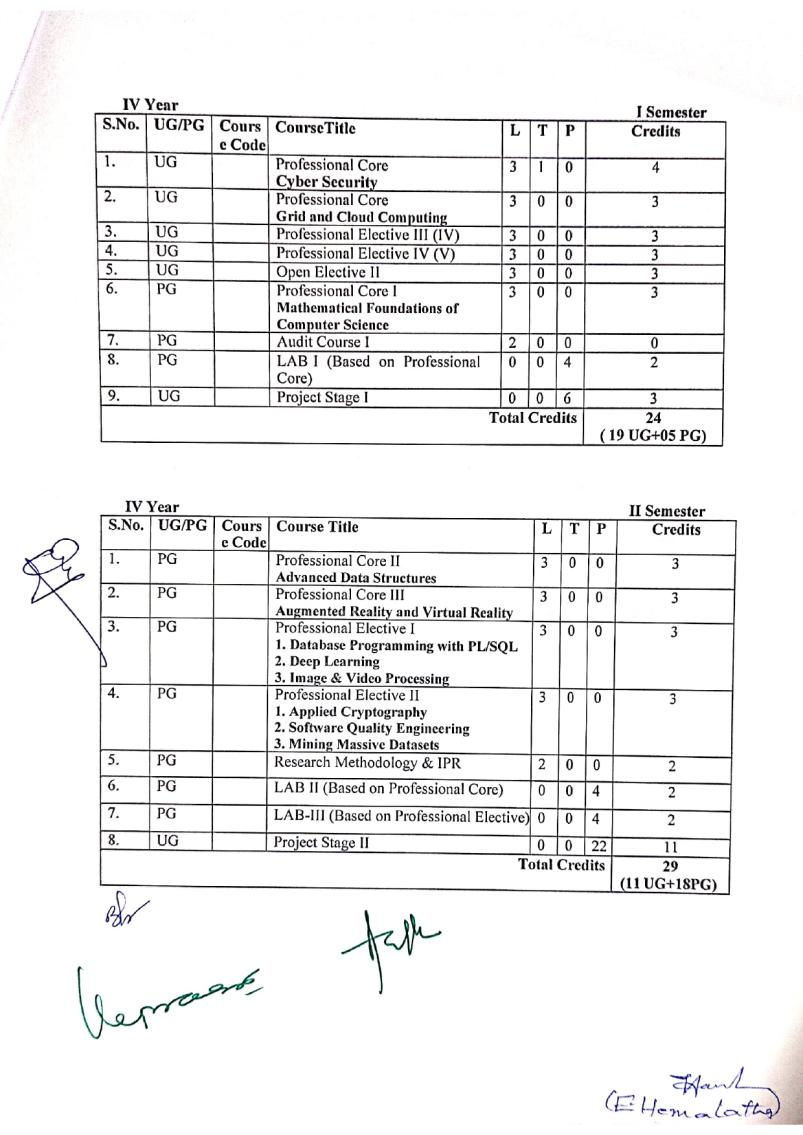 IV Year
I Semester
S.No. UG/PG Cours CourseTitle L T P Credits
e Code
1. UG Professional Core 3 1 0 4
Cyber Security
2. UG Professional Core 3 0 0 3
Grid and Cloud Computing
3. UG Professional Elective III (IV) 3 0 0 3
4. UG Professional Elective IV (V) 3 0 0 3
5. UG Open Elective II 3 0 0 3
6. PG Professional Core I 3 0 0 3
Mathematical Foundations of
Computer Science
7. PG Audit Course I 2 0 0 0
8. PG LAB I (Based on Professional 0 0 4 2
Core)
9. UG Project Stage I 0 0 6 3
Total Credits 24
( 19 UG+05 PG)
IV Year
II Semester
S.No. UG/PG Cours Course Title L T P Credits
e Code
1. PG Professional Core II 3 0 0 3
Advanced Data Structures
2. PG Professional Core III 3 0 0 3
Augmented Reality and Virtual Reality
3. PG Professional Elective I 3 0 0 3
1. Database Programming with PL/SQL
2. Deep Learning
3. Image & Video Processing
4. PG Professional Elective II 3 0 0 3
1. Applied Cryptography
2. Software Quality Engineering
3. Mining Massive Datasets
5. PG Research Methodology & IPR 2 0 0 2
6. PG LAB II (Based on Professional Core) 0 0 4 2
7. PG LAB-III (Based on Professional Elective) 0 0 4 2
8. UG Project Stage II 0 0 22 11
Total Credits 29
(11 UG+18PG)
(E Hemalatha)